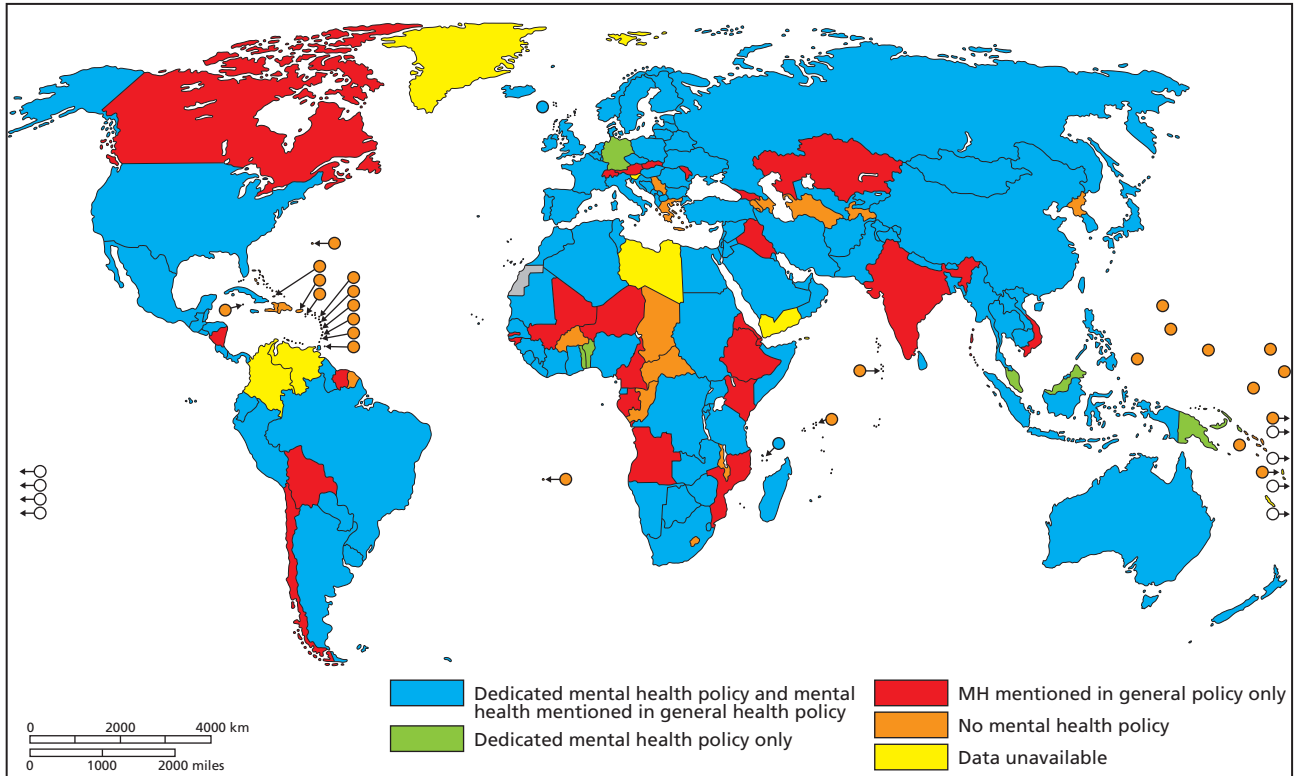 Dedicated mental health policy and mental
health mentioned in general health policy
Dedicated mental health policy only
MH mentioned in general policy only
No mental health policy
Data unavailable
0 2000 4000 km
0 1000 2000 miles